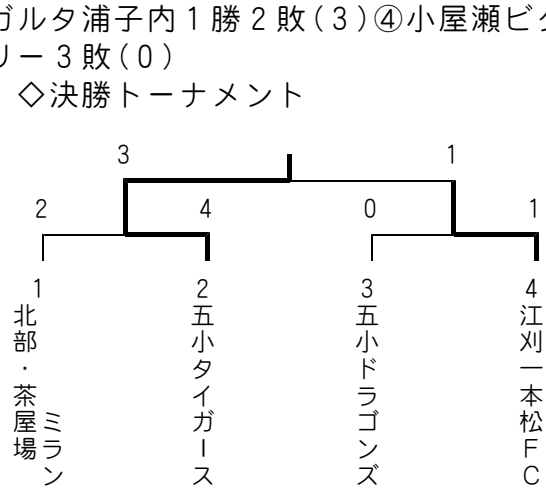 ガルタ浦子内１勝２敗(３)④小屋瀬ビク
リー３敗(０)
◇決勝トーナメント
3 1
2 4 0 1
1 2 3 4
北部・茶屋場ミラン
五小タイガース
五小ドラゴンズ
江刈一本松ＦＣ